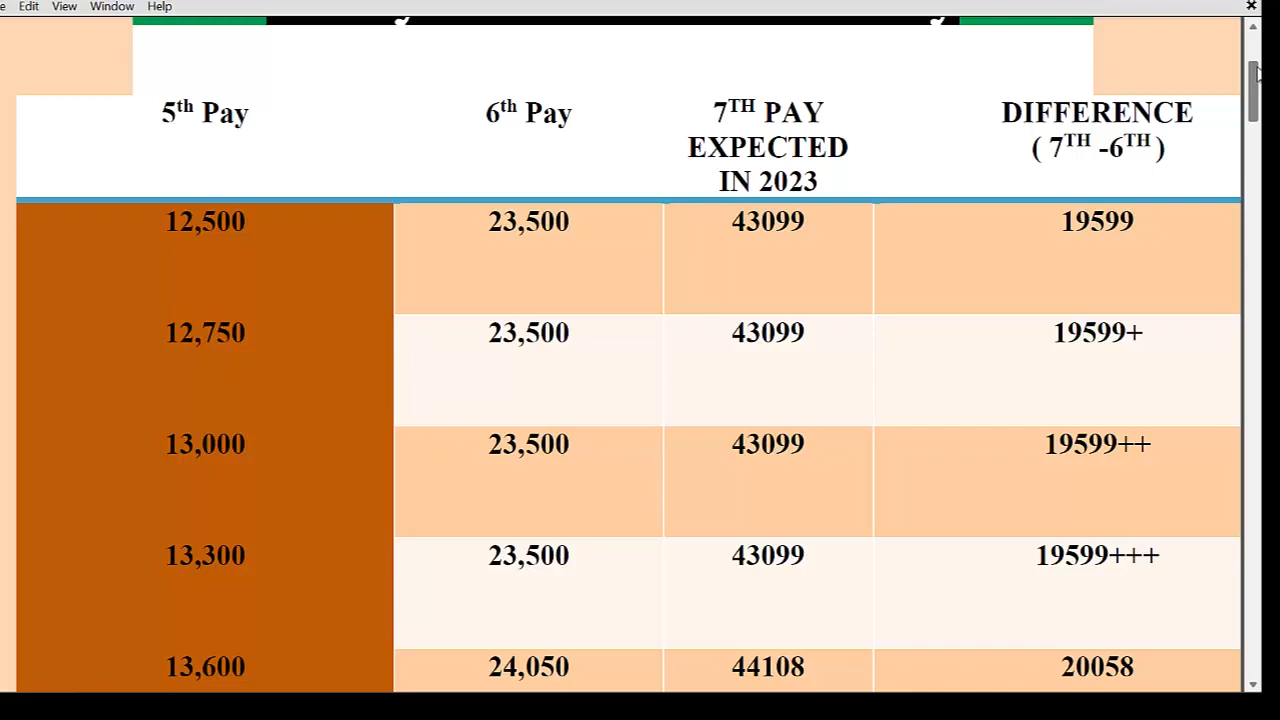 Edit View Window Help
5th Pay 6th Pay 7TH PAY EXPECTED IN 2023 DIFFERENCE ( 7TH -6TH )
12,500 23,500 43099 19599
12,750 23,500 43099 19599+
13,000 23,500 43099 19599++
13,300 23,500 43099 19599+++
13,600 24,050 44108 20058